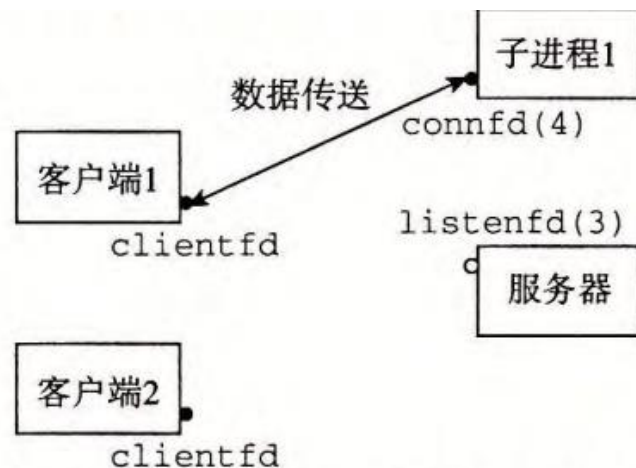 子进程1
数据传送
connfd(4)
客户端1
listenfd(3)
clientfd
服务器
客户端2
clientfd